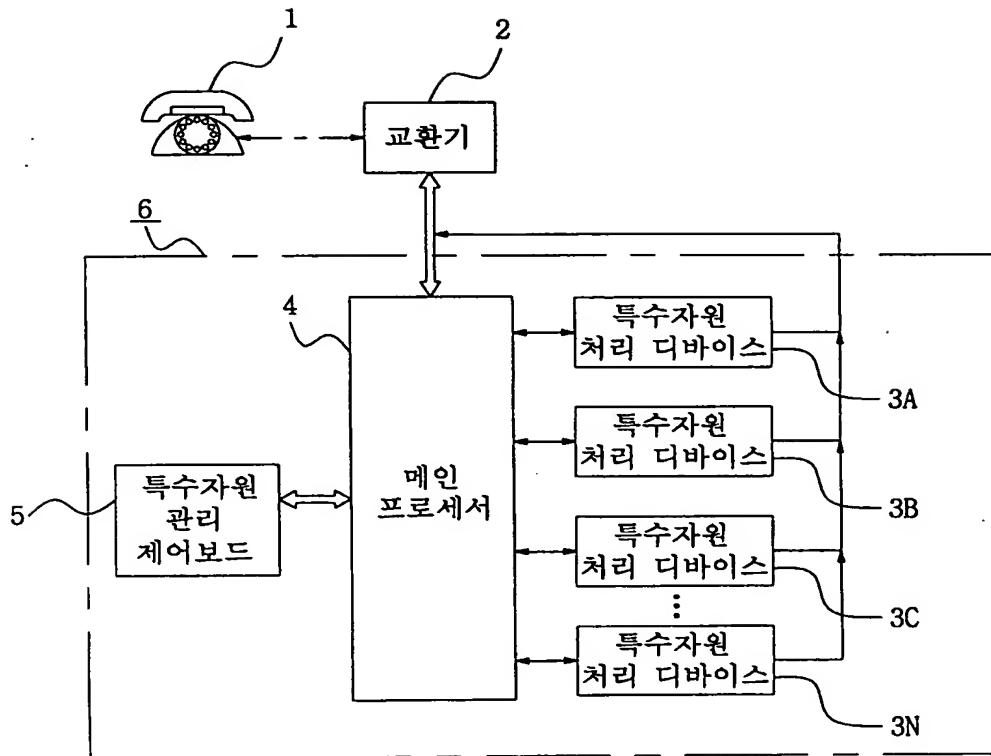 1
2
교환기
6
4
특수자원
처리 디바이스
3A
특수자원
처리 디바이스
3B
메인
프로세서
5
특수자원
관리
제어보드
특수자원
처리 디바이스
3C
특수자원
처리 디바이스
3N